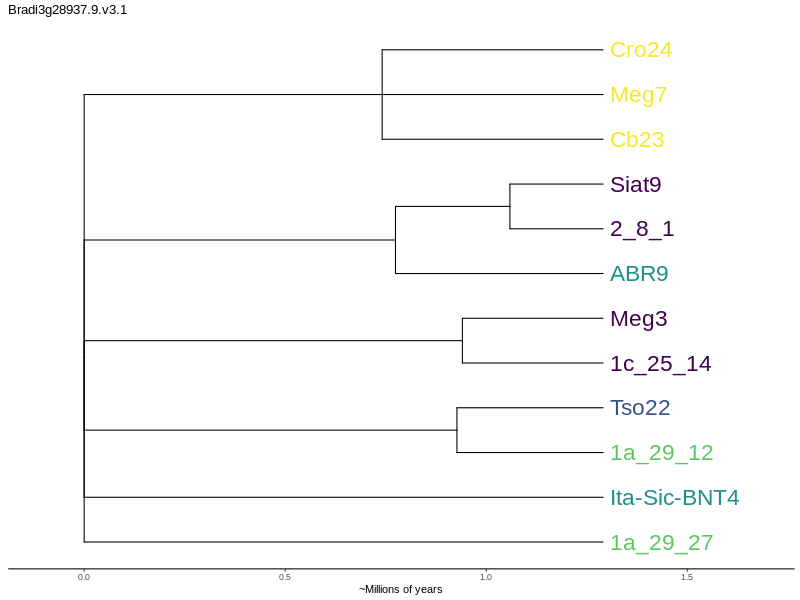 Bradi3g28937.9.v3.1
Cro24
Meg7
Cb23
Siat9
2_8_1
ABR9
Meg3
1c_25_14
Tso22
1a_29_12
Ita-Sic-BNT4
1a_29_27
0.0 0.5 1.0 1.5
~Millions of years